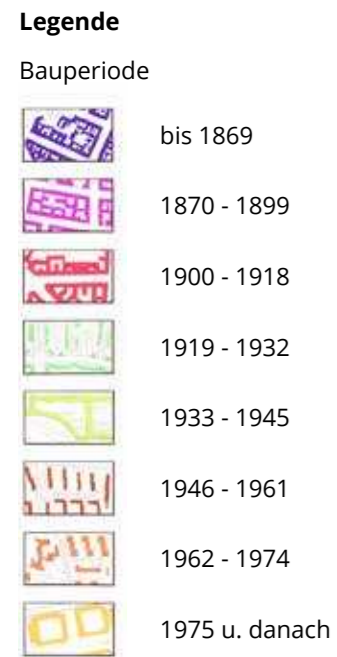 Legende
Bauperiode
bis 1869
1870 - 1899
1900 - 1918
1919 - 1932
1933 - 1945
1946 - 1961
1962 - 1974
1975 u. danach